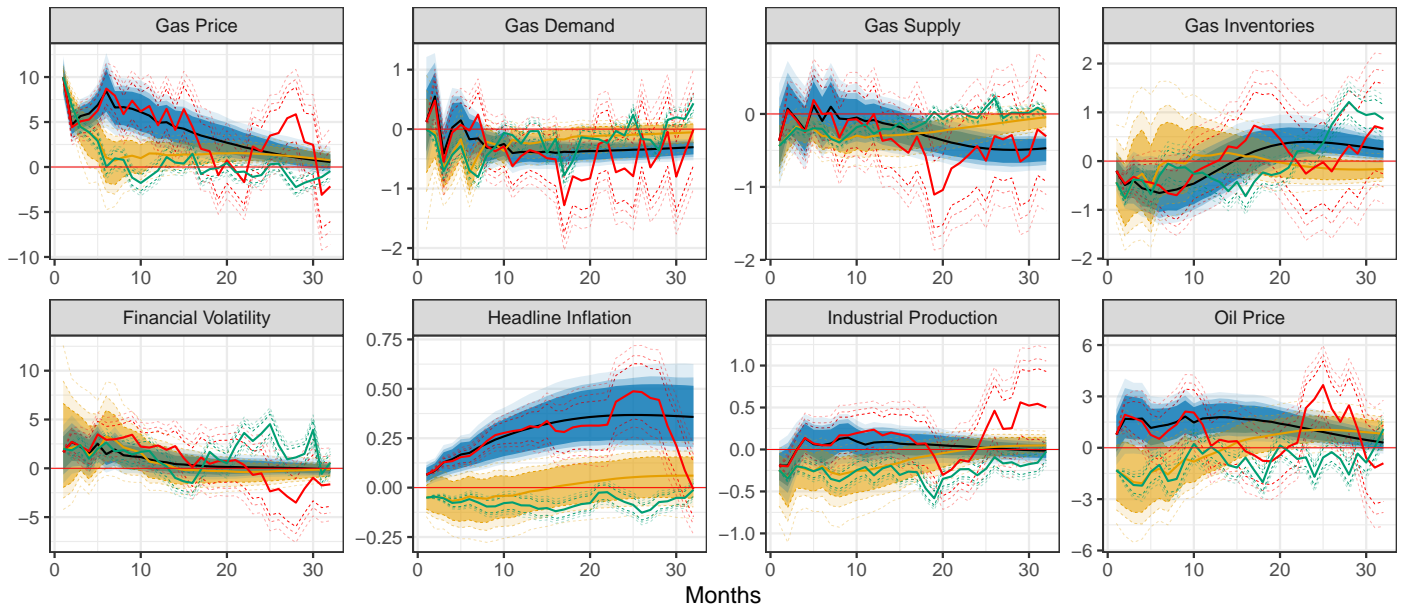 Gas Price
Gas Demand
Gas Supply
Gas Inventories
10
5
0
−5
−10
1
0
−1
−2
0
−1
−2
2
1
0
−1
−2
0 10 20 30
0 10 20 30
0 10 20 30
0 10 20 30
Financial Volatility
Headline Inflation
Industrial Production
Oil Price
10
5
0
−5
0.75
0.50
0.25
0.00
−0.25
1.0
0.5
0.0
−0.5
−1.0
6
3
0
−3
−6
0 10 20 30
0 10 20 30
0 10 20 30
0 10 20 30
Months